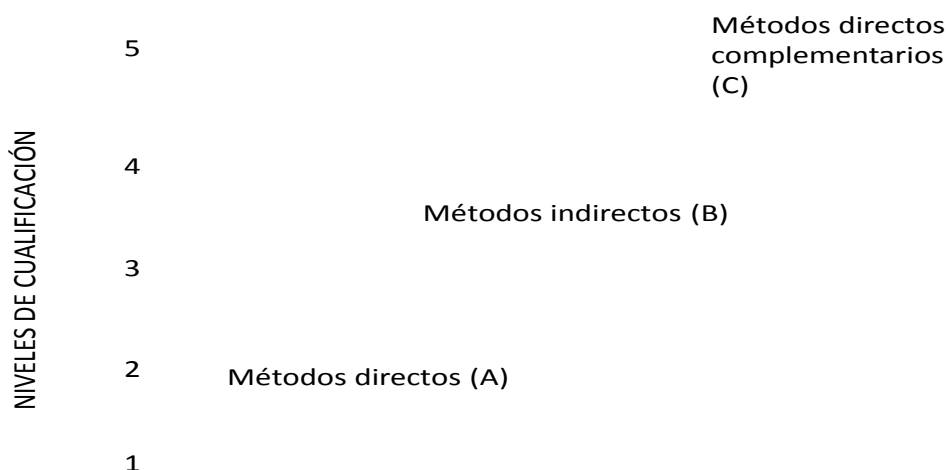 Métodos directos
complementarios
(C)
5
4
Métodos indirectos (B)
3
2
Métodos directos (A)
1
NIVELES DE CUALIFICACIÓN